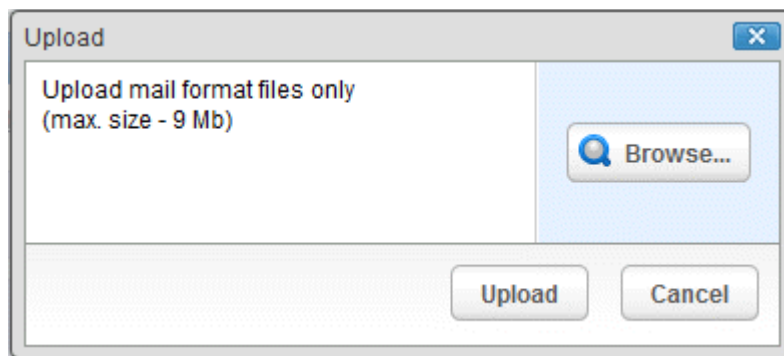 Upload
Upload mail format files only
(max. size - 9 Mb)
Browse...
Upload
Cancel